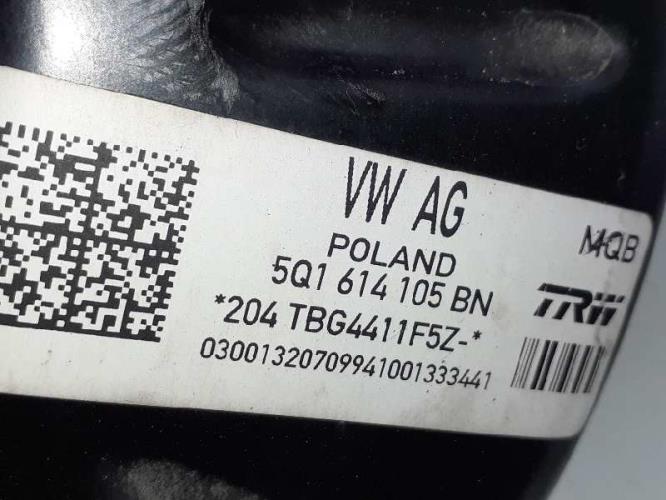 VW AG
MQB
POLAND
5Q1 614 105 BN
TRW
*204 TBG4411F5Z-*
03001320709941001333441